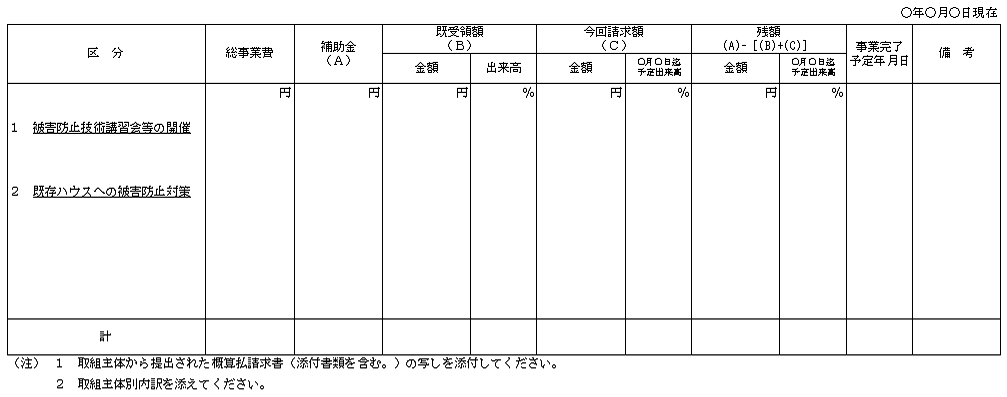 〇年〇月〇日現在
区　分
総事業費
補助金
（Ａ）
既受領額
（Ｂ）
今回請求額
（Ｃ）
残額
(A)-［(B)+(C)］
事業完了
予定年月日
備　考
金額
出来高
金額
〇月〇日迄
予定出来高
金額
〇月〇日迄
予定出来高
円
円
円
％
円
％
円
％
１　被害防止技術講習会等の開催
２　既存ハウスへの被害防止対策
計
（注）　１　取組主体から提出された概算払請求書（添付書類を含む。）の写しを添付してください。
２　取組主体別内訳を添えてください。